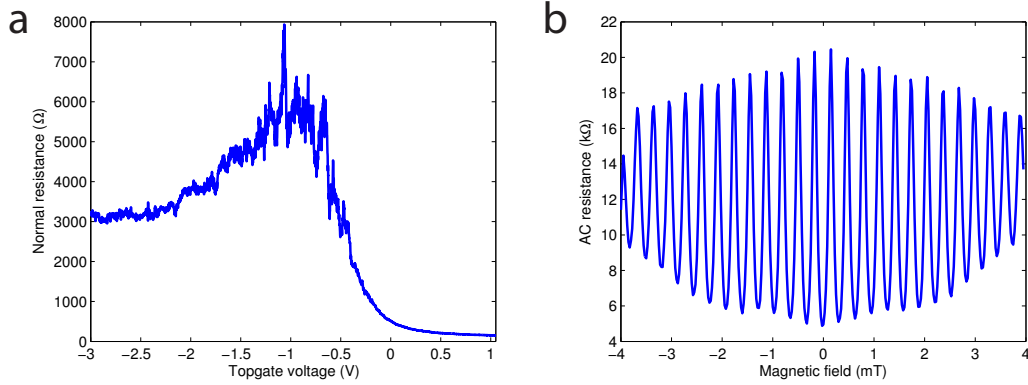 a
Normal resistance (Ω)
8000
7000
6000
5000
4000
3000
2000
1000
0
−3 −2.5 −2 −1.5 −1 −0.5 0 0.5 1
Topgate voltage (V)
b
AC resistance (kΩ)
22
20
18
16
14
12
10
8
6
4
−4 −3 −2 −1 0 1 2 3 4
Magnetic field (mT)